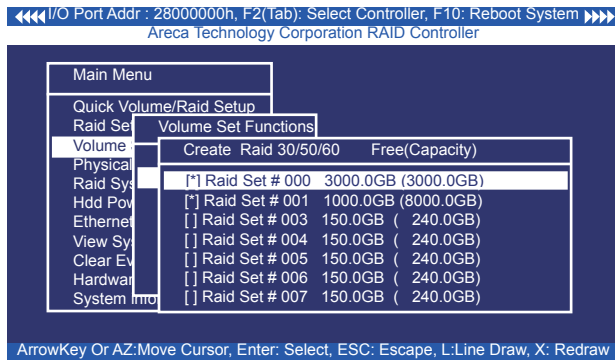 I/O Port Addr : 28000000h, F2(Tab): Select Controller, F10: Reboot System
Areca Technology Corporation RAID Controller
Main Menu
Quick Volume/Raid Setup
Raid Set
Volume Set Functions
Volume
Create Raid 30/50/60 Free(Capacity)
Physical
[*] Raid Set # 000 3000.0GB (3000.0GB)
Raid Sys
[*] Raid Set # 001 1000.0GB (8000.0GB)
Hdd Pow
[ ] Raid Set # 003 150.0GB ( 240.0GB)
Ethernet
[ ] Raid Set # 004 150.0GB ( 240.0GB)
View Sy
[ ] Raid Set # 005 150.0GB ( 240.0GB)
Clear Ev
[ ] Raid Set # 006 150.0GB ( 240.0GB)
Hardwar
[ ] Raid Set # 007 150.0GB ( 240.0GB)
System Info
ArrowKey Or AZ:Move Cursor, Enter: Select, ESC: Escape, L:Line Draw, X: Redraw